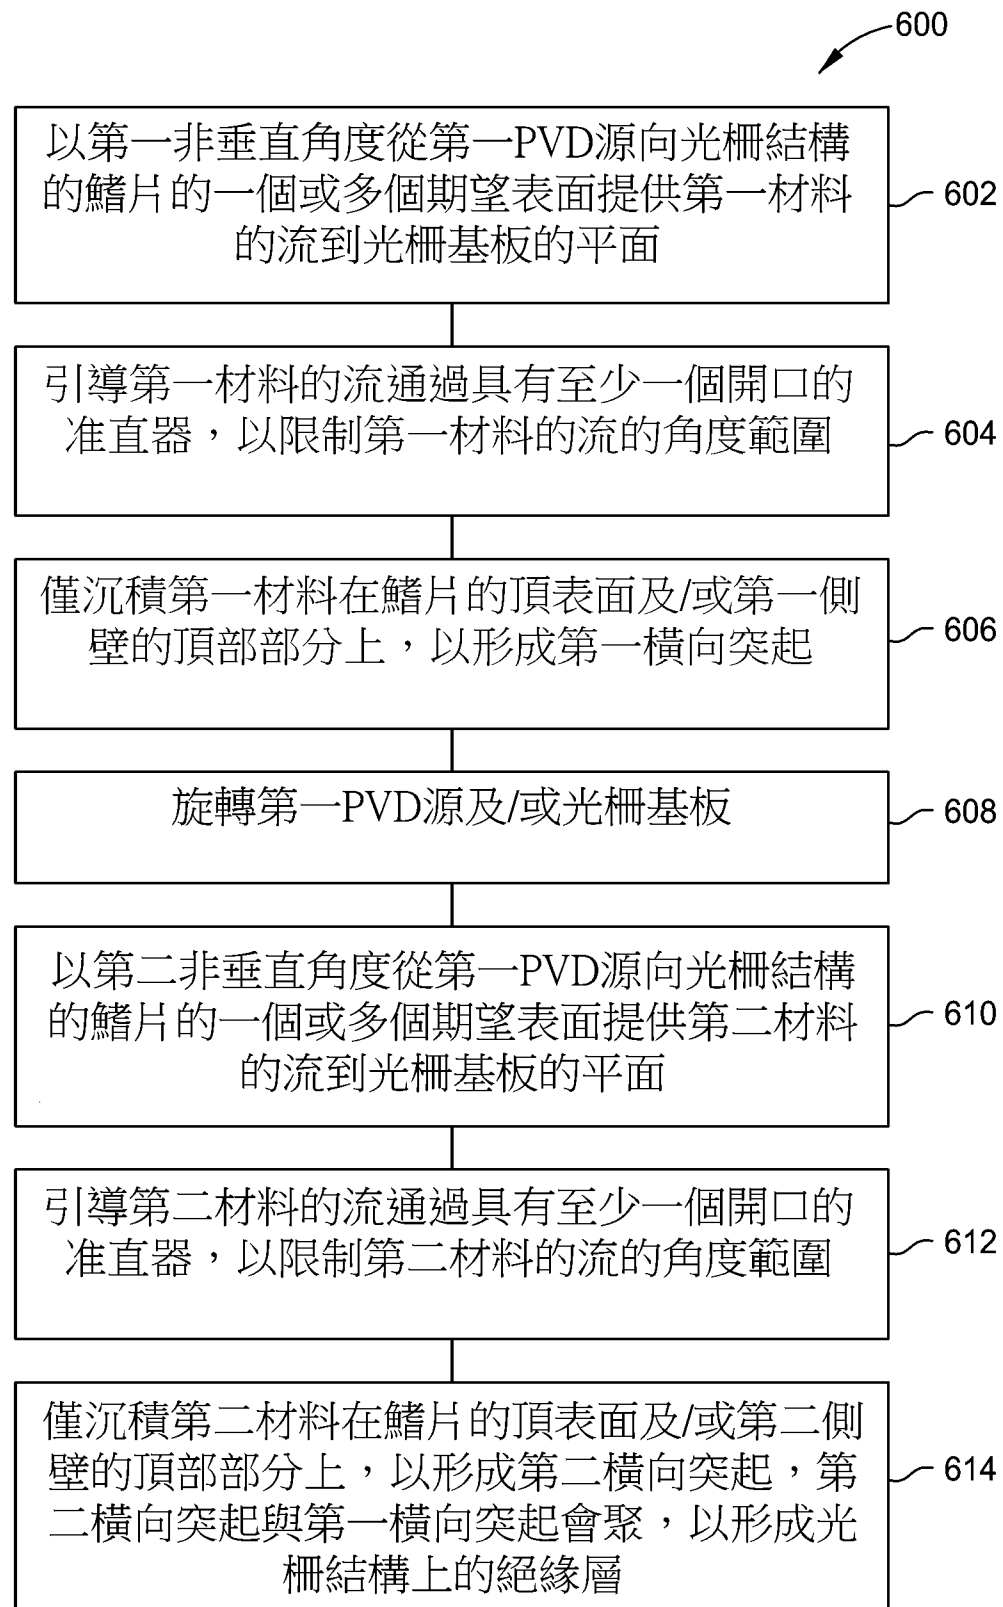 600
以第一非垂直角度從第一PVD源向光柵結構
的鰭片的一個或多個期望表面提供第一材料
的流到光柵基板的平面
602
引導第一材料的流通過具有至少一個開口的
准直器，以限制第一材料的流的角度範圍
604
僅沉積第一材料在鰭片的頂表面及/或第一側
壁的頂部部分上，以形成第一橫向突起
606
旋轉第一PVD源及/或光柵基板
608
以第二非垂直角度從第一PVD源向光柵結構
的鰭片的一個或多個期望表面提供第二材料
的流到光柵基板的平面
610
引導第二材料的流通過具有至少一個開口的
准直器，以限制第二材料的流的角度範圍
612
僅沉積第二材料在鰭片的頂表面及/或第二側
壁的頂部部分上，以形成第二橫向突起，第
二橫向突起與第一橫向突起會聚，以形成光
柵結構上的絕緣層
614